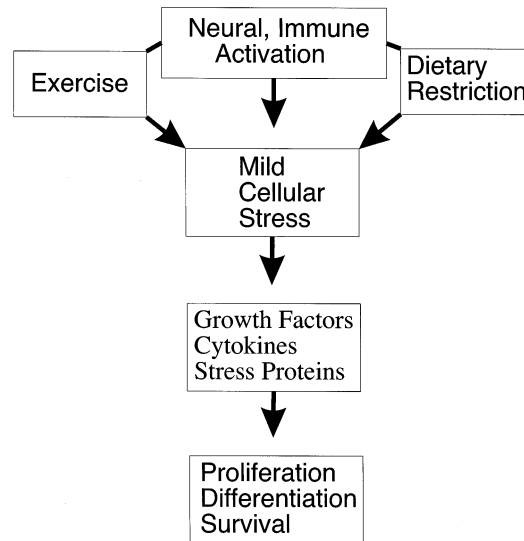 Neural, Immune
Activation
Exercise
Dietary
Restriction
Mild
Cellular
Stress
Growth Factors
Cytokines
Stress Proteins
Proliferation
Differentiation
Survival